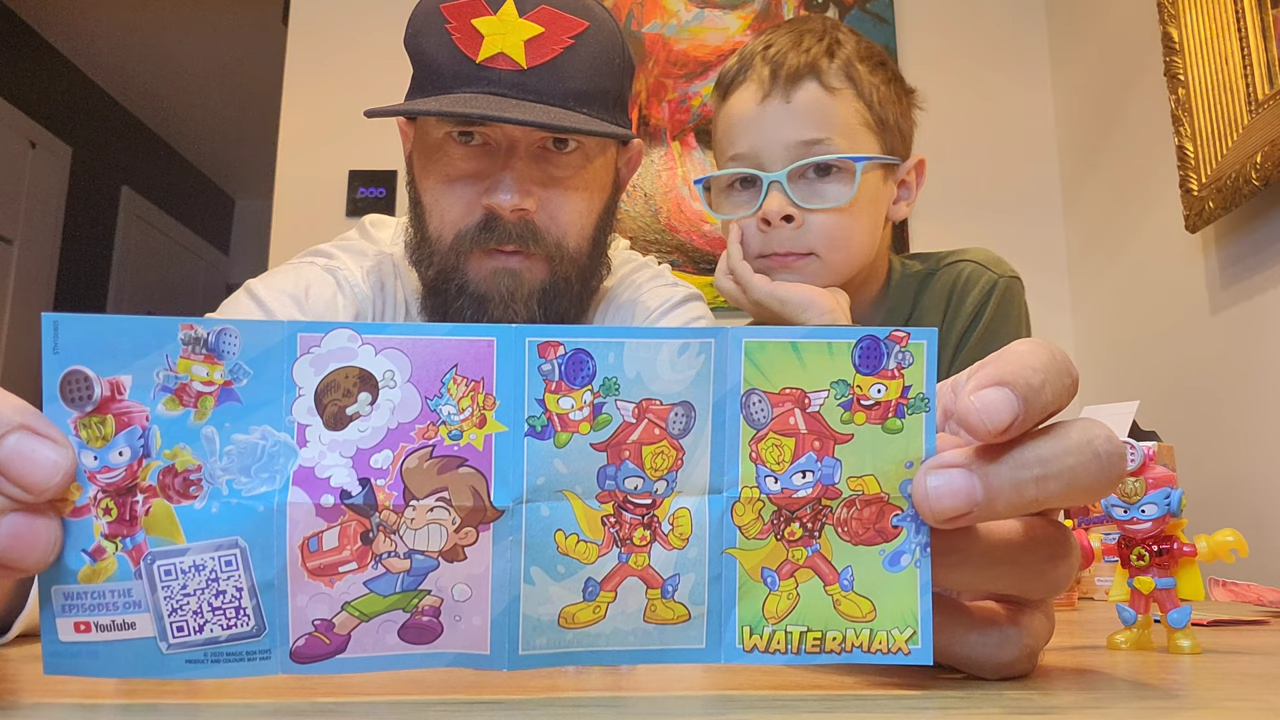 WATCH THE
EPISODES ON
YouTube
© 2020 MAGIC BOX TOYS
PRODUCT AND COLOURS MAY VARY
WATERMAX